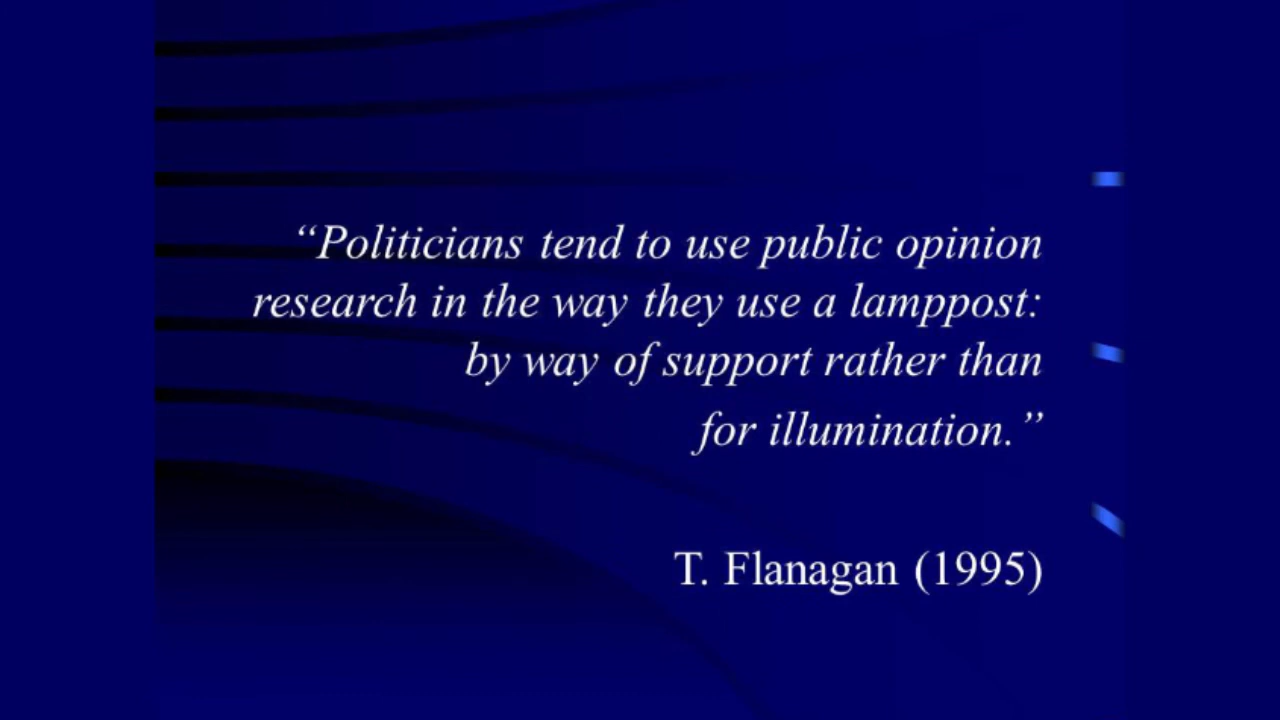 “Politicians tend to use public opinion
research in the way they use a lamppost:
by way of support rather than
for illumination.”
T. Flanagan (1995)